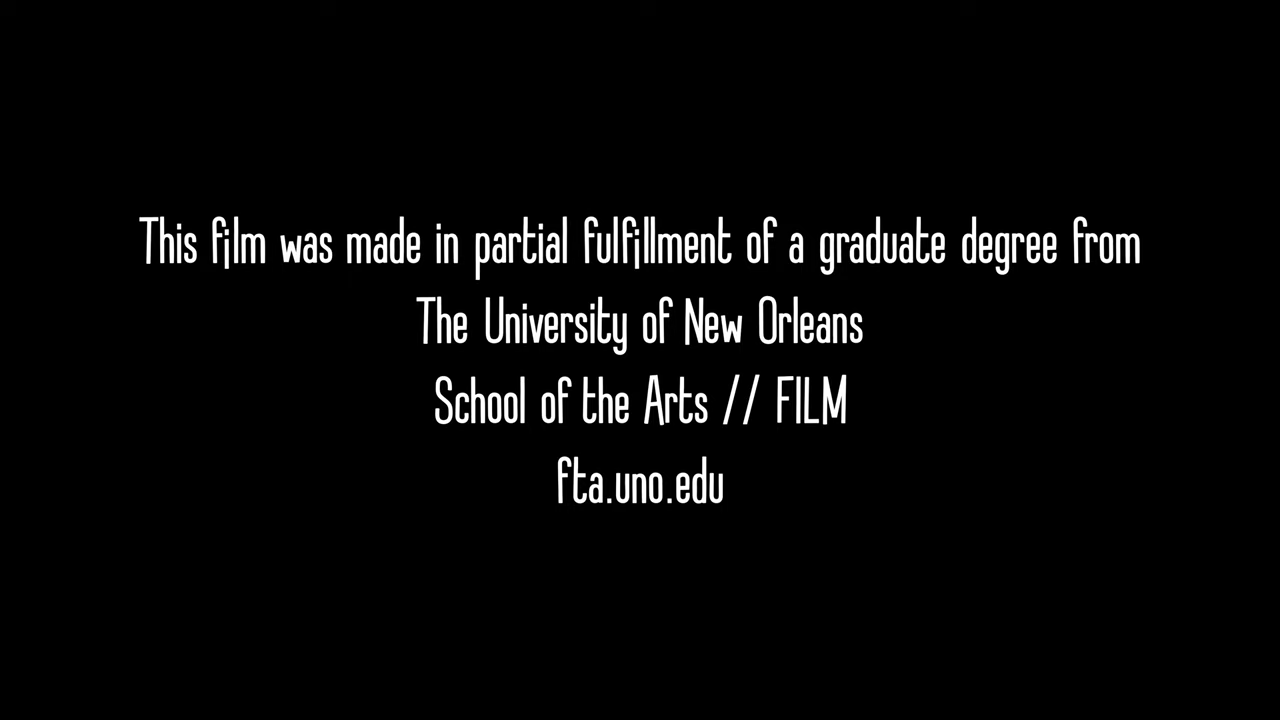 This film was made in partial fulfillment of a graduate degree from
The University of New Orleans
School of the Arts // FILM
fta.uno.edu